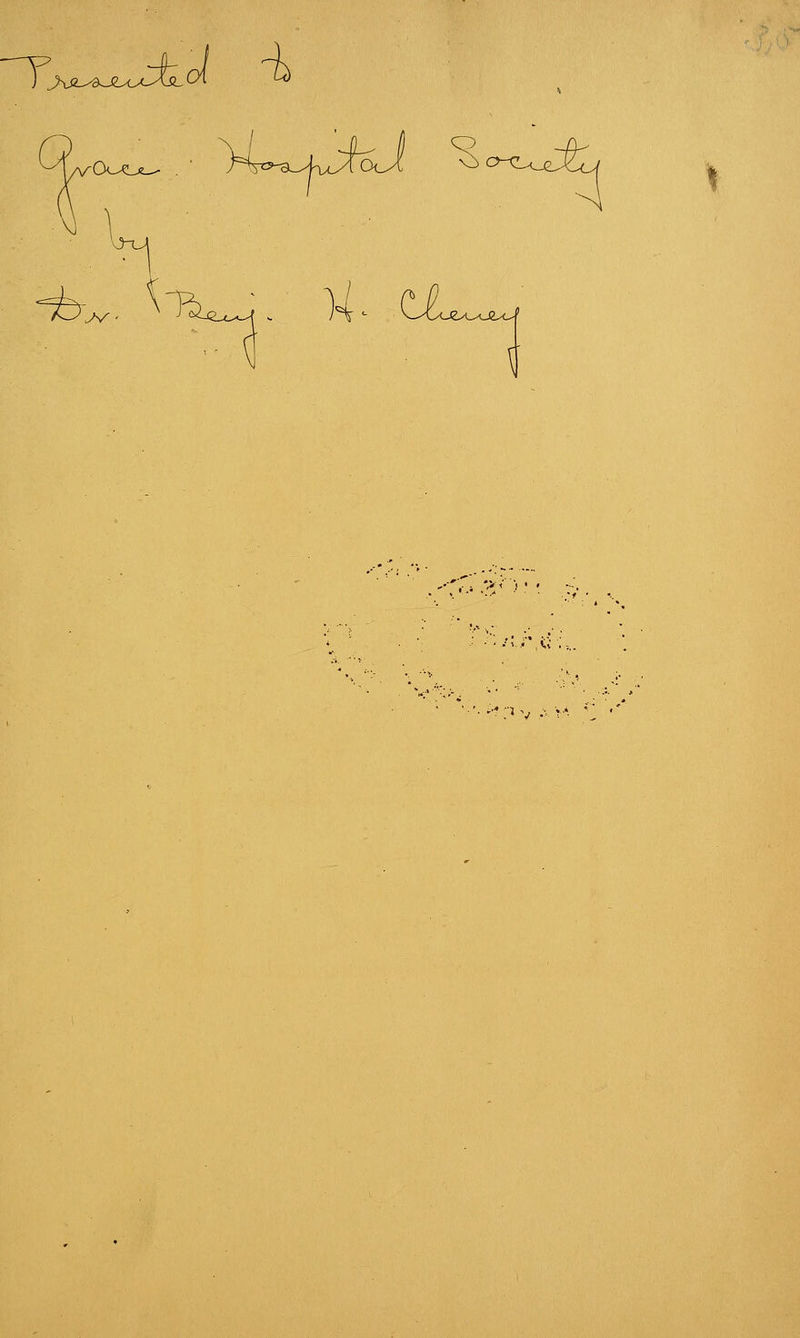 Presented to
Grace Hospital Society
by
Dr. Benj. H. Cheney